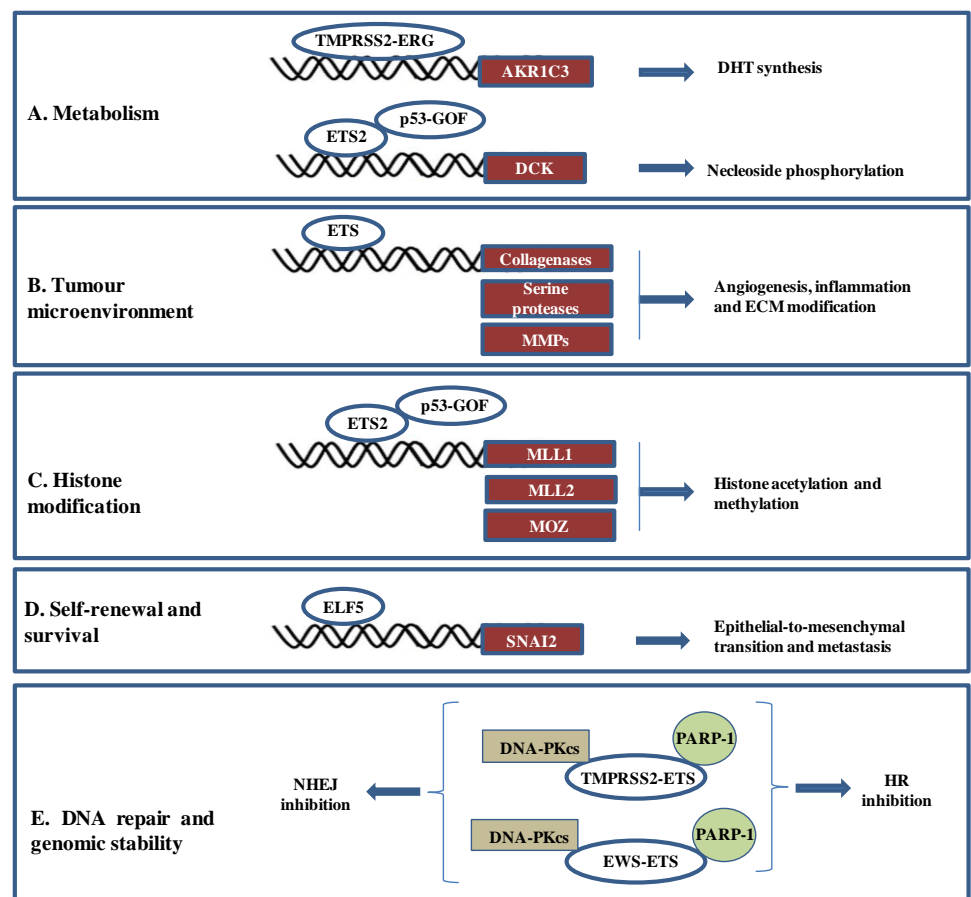 TMPRSS2-ERG
AKR1C3
DHT synthesis
A. Metabolism
p53-GOF
ETS2
DCK
Necleoside phosphorylation
ETS
Collagenases
B. Tumour
microenvironment
Serine
proteases
Angiogenesis, inflammation
and ECM modification
MMPs
p53-GOF
ETS2
MLL1
C. Histone
modification
MLL2
Histone acetylation and
methylation
MOZ
D. Self-renewal and
survival
ELF5
SNAI2
Epithelial-to-mesenchymal
transition and metastasis
E. DNA repair and
genomic stability
NHEJ
inhibition
DNA-PKcs
PARP-1
TMPRSS2-ETS
DNA-PKcs
PARP-1
EWS-ETS
HR
inhibition